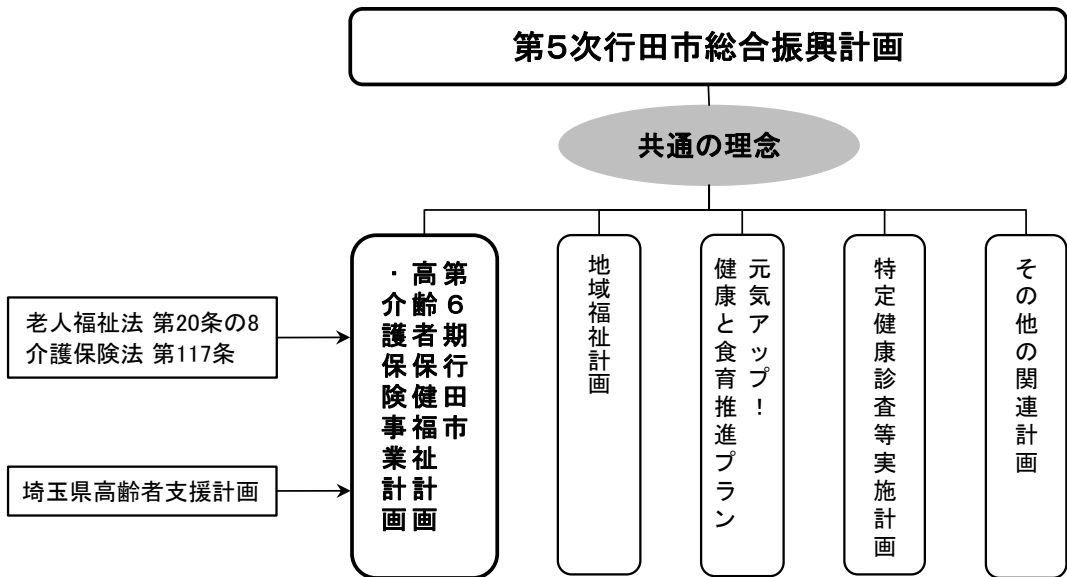 第5次行田市総合振興計画
共通の理念
老人福祉法 第20条の8
介護保険法 第117条
埼玉県高齢者支援計画
第6期行田市
高齢者保健福祉計画
・介護保険事業計画
地域福祉計画
元気アップ!
健康と食育推進プラン
特定健康診査等実施計画
その他の関連計画